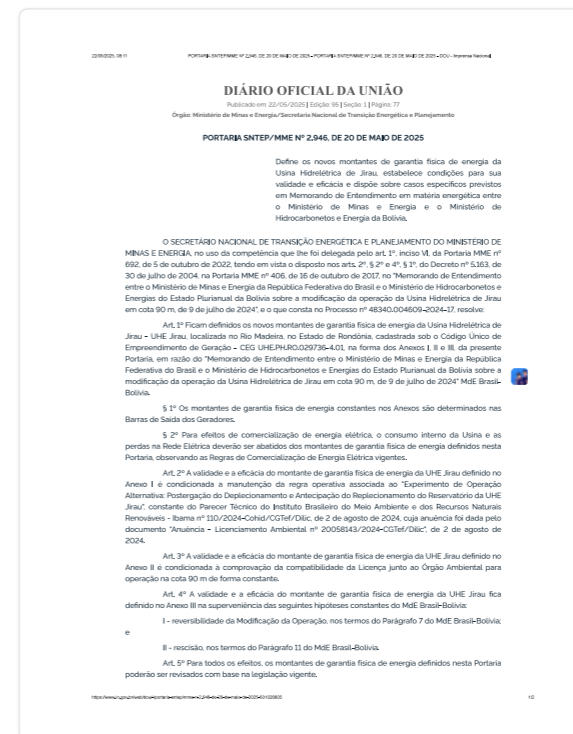 22/05/2025, 08:11
PORTARIA SNTEP/MME Nº 2.946, DE 20 DE MAIO DE 2025 – PORTARIA SNTEP/MME Nº 2.946, DE 20 DE MAIO DE 2025 – DOU - Imprensa Nacional
DIÁRIO OFICIAL DA UNIÃO
Publicado em: 22/05/2025 | Edição: 95 | Seção: 1 | Página: 77
Órgão: Ministério de Minas e Energia/Secretaria Nacional de Transição Energética e Planejamento
PORTARIA SNTEP/MME Nº 2.946, DE 20 DE MAIO DE 2025
Define os novos montantes de garantia física de energia da
Usina Hidrelétrica de Jirau, estabelece condições para sua
validade e eficácia e dispõe sobre casos específicos previstos
em Memorando de Entendimento em matéria energética entre
o Ministério de Minas e Energia e o Ministério de
Hidrocarbonetos e Energia da Bolívia.
O SECRETÁRIO NACIONAL DE TRANSIÇÃO ENERGÉTICA E PLANEJAMENTO DO MINISTÉRIO DE
MINAS E ENERGIA, no uso da competência que lhe foi delegada pelo art. 1º, inciso VI, da Portaria MME nº
692, de 5 de outubro de 2022, tendo em vista o disposto nos arts. 2º, § 2º e 4º, § 1º, do Decreto nº 5.163, de
30 de julho de 2004, na Portaria MME nº 406, de 16 de outubro de 2017, no "Memorando de Entendimento
entre o Ministério de Minas e Energia da República Federativa do Brasil e o Ministério de Hidrocarbonetos e
Energias do Estado Plurianual da Bolívia sobre a modificação da operação da Usina Hidrelétrica de Jirau
em cota 90 m, de 9 de julho de 2024", e o que consta no Processo nº 48340.004609-2024-17, resolve:
Art. 1º Ficam definidos os novos montantes de garantia física de energia da Usina Hidrelétrica de
Jirau – UHE Jirau, localizada no Rio Madeira, no Estado de Rondônia, cadastrada sob o Código Único de
Empreendimento de Geração - CEG UHE.PH.RO.029736-4.01, na forma dos Anexos I, II e III, da presente
Portaria, em razão do "Memorando de Entendimento entre o Ministério de Minas e Energia da República
Federativa do Brasil e o Ministério de Hidrocarbonetos e Energias do Estado Plurianual da Bolívia sobre a
modificação da operação da Usina Hidrelétrica de Jirau em cota 90 m, de 9 de julho de 2024" MdE Brasil-
Bolívia.
§ 1º Os montantes de garantia física de energia constantes nos Anexos são determinados nas
Barras de Saída dos Geradores.
§ 2º Para efeitos de comercialização de energia elétrica, o consumo interno da Usina e as
perdas na Rede Elétrica deverão ser abatidos dos montantes de garantia física de energia definidos nesta
Portaria, observando as Regras de Comercialização de Energia Elétrica vigentes.
Art. 2º A validade e a eficácia do montante de garantia física de energia da UHE Jirau definido no
Anexo I é condicionada a manutenção da regra operativa associada ao "Experimento de Operação
Alternativa: Postergação do Deplecionamento e Antecipação do Replecionamento do Reservatório da UHE
Jirau", constante do Parecer Técnico do Instituto Brasileiro do Meio Ambiente e dos Recursos Naturais
Renováveis - Ibama nº 110/2024-Cohid/CGTef/Dilic, de 2 de agosto de 2024, cuja anuência foi dada pelo
documento "Anuência – Licenciamento Ambiental nº 20058143/2024-CGTef/Dilic", de 2 de agosto de
2024.
Art. 3º A validade e a eficácia do montante de garantia física de energia da UHE Jirau definido no
Anexo II é condicionada à comprovação da compatibilidade da Licença junto ao Órgão Ambiental para
operação na cota 90 m de forma constante.
Art. 4º A validade e a eficácia do montante de garantia física de energia da UHE Jirau fica
definido no Anexo III na superveniência das seguintes hipóteses constantes do MdE Brasil-Bolívia:
I - reversibilidade da Modificação da Operação, nos termos do Parágrafo 7 do MdE Brasil-Bolívia;
e
II - rescisão, nos termos do Parágrafo 11 do MdE Brasil-Bolívia.
Art. 5º Para todos os efeitos, os montantes de garantia física de energia definidos nesta Portaria
poderão ser revisados com base na legislação vigente.
1/2